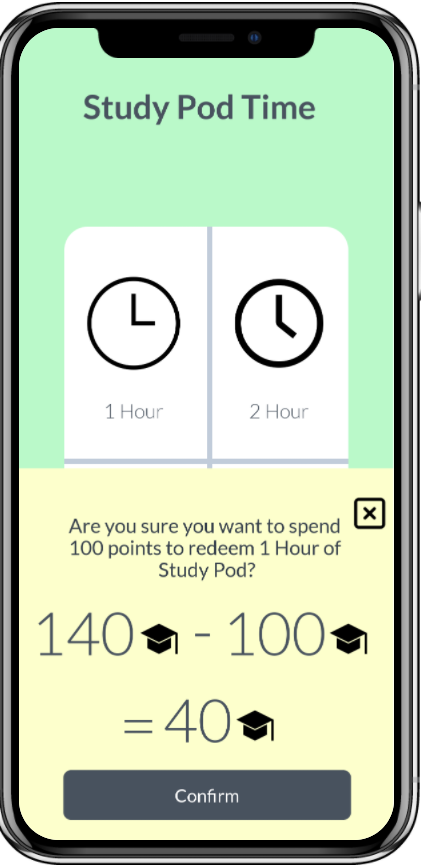 Study Pod Time
1 Hour
2 Hour
Are you sure you want to spend
100 points to redeem 1 Hour of
Study Pod?
140 - 100
= 40
Confirm